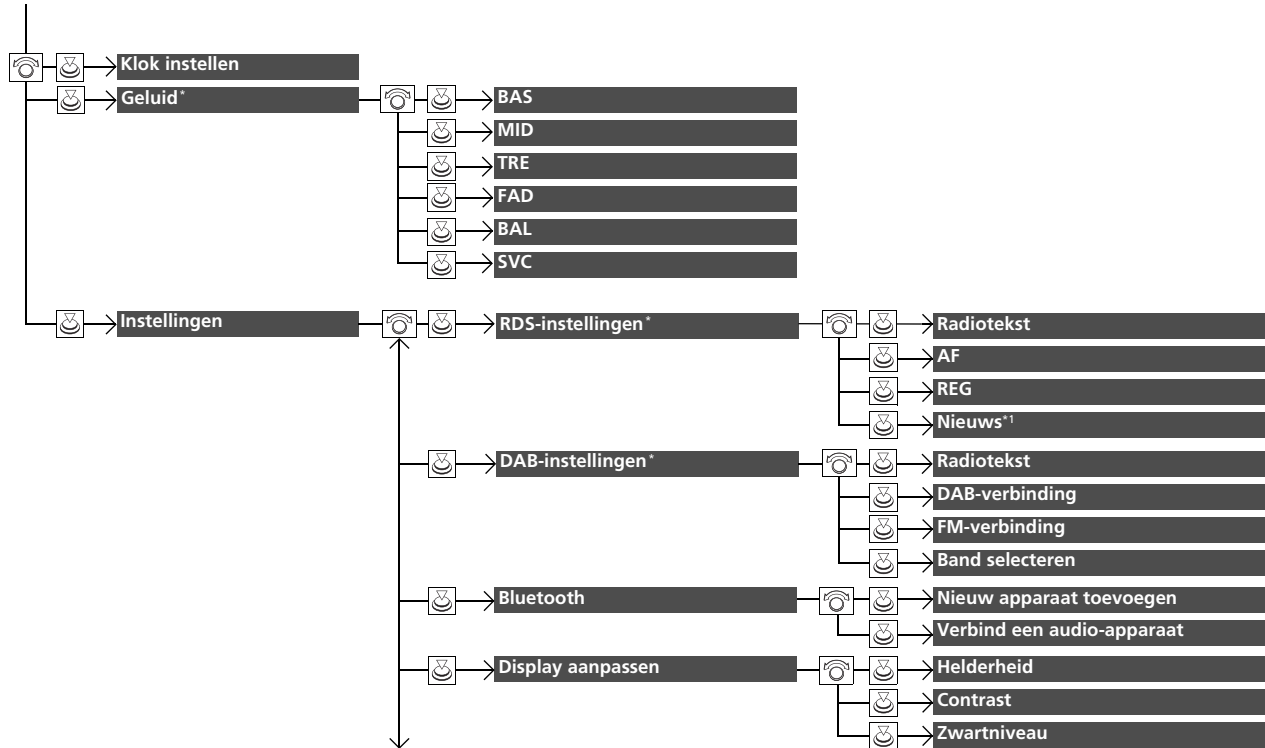 Klok instellen
Geluid*
BAS
MID
TRE
FAD
BAL
SVC
Instellingen
RDS-instellingen*
Radiotekst
AF
REG
Nieuws*1
DAB-instellingen*
Radiotekst
DAB-verbinding
FM-verbinding
Band selecteren
Bluetooth
Nieuw apparaat toevoegen
Verbind een audio-apparaat
Display aanpassen
Helderheid
Contrast
Zwartniveau